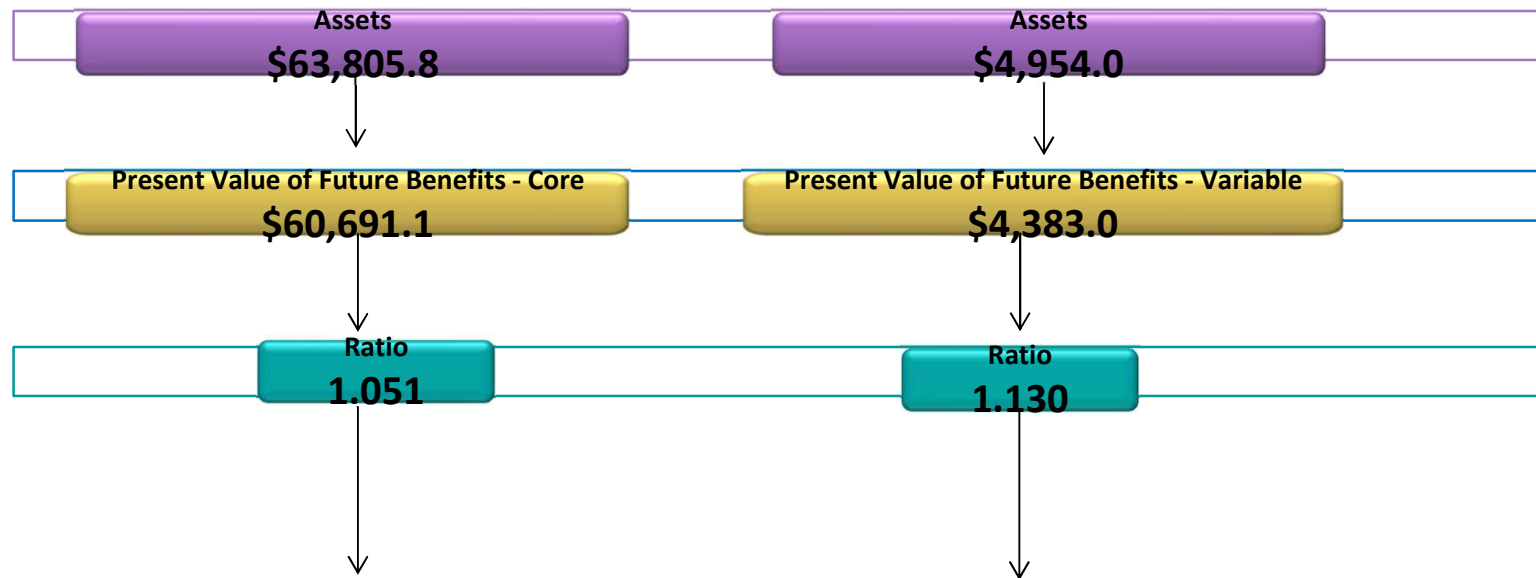 Assets
$63,805.8
Assets
$4,954.0
Present Value of Future Benefits - Core
$60,691.1
Present Value of Future Benefits - Variable
$4,383.0
Ratio
1.051
Ratio
1.130